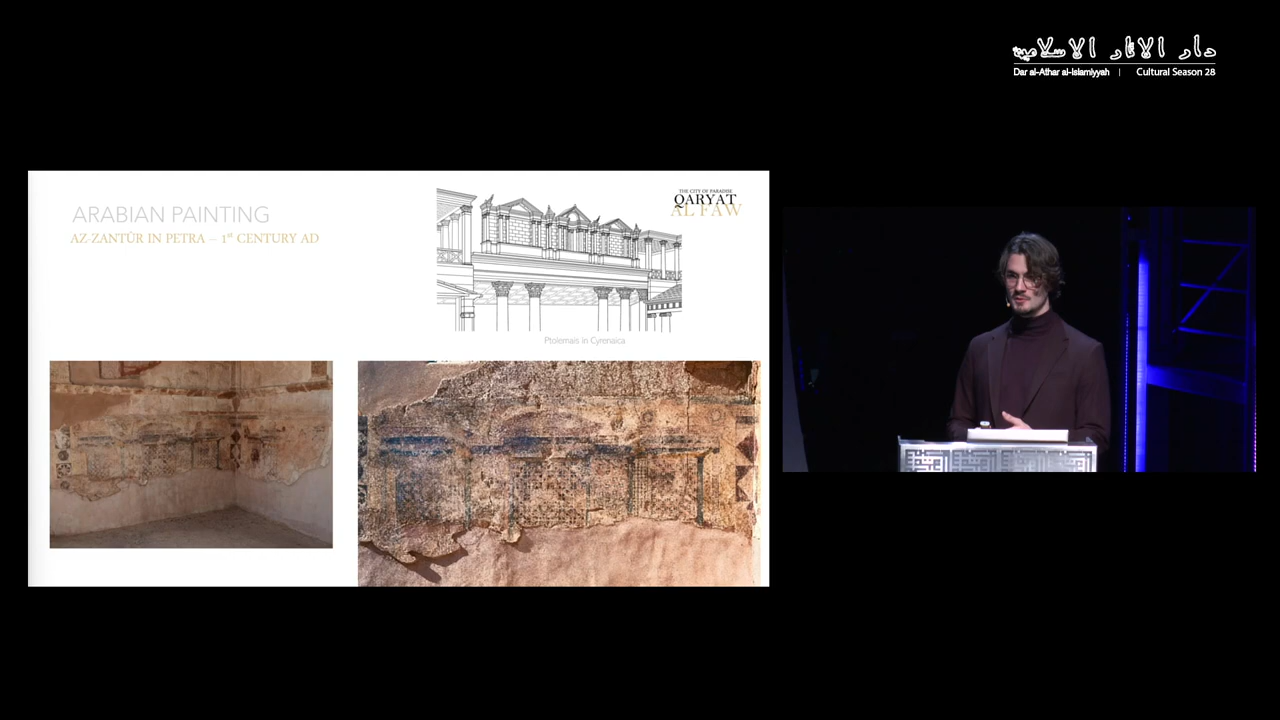 دار الآثار الاسلامية
Dar al-Athar al-Islamiyyah | Cultural Season 28
ARABIAN PAINTING
AZ-ZANTŪR IN PETRA – 1st CENTURY AD
THE CITY OF PARADISE
QARYAT
AL FAW
Ptolemais in Cyrenaica